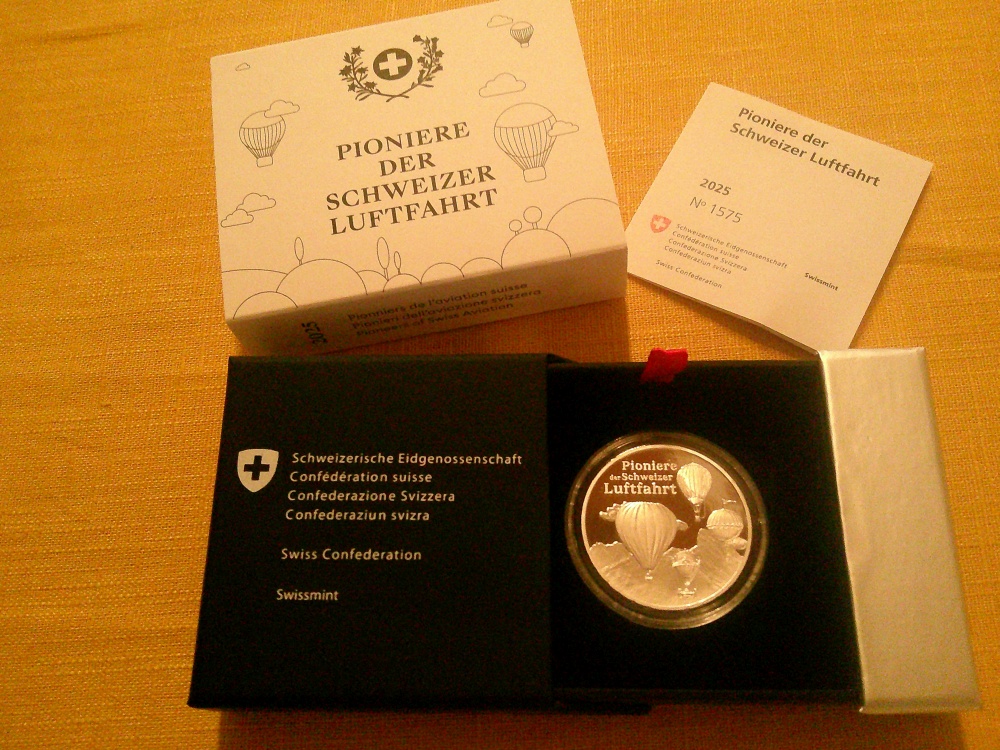 PIONIERE
DER
SCHWEIZER
LUFTFAHRT
2025
Pionniers de l'aviation suisse
Pionieri dell'aviazione svizzera
Pioneers of Swiss Aviation
Pioniere der
Schweizer Luftfahrt
2025
No 1575
Schweizerische Eidgenossenschaft
Confédération suisse
Confederazione Svizzera
Confederaziun svizra
Swiss Confederation
Swissmint
Schweizerische Eidgenossenschaft
Confédération suisse
Confederazione Svizzera
Confederaziun svizra
Swiss Confederation
Swissmint
Pioniere
der Schweizer
Luftfahrt